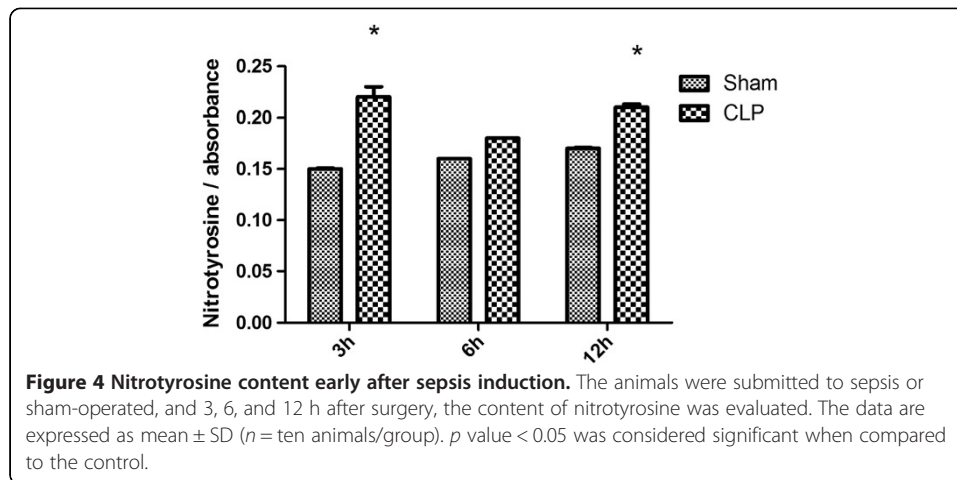 *
*
0.25
0.20
0.15
0.10
0.05
0.00
Nitrotyrosine / absorbance
Sham
CLP
3h
6h
12h
Figure 4 Nitrotyrosine content early after sepsis induction. The animals were submitted to sepsis or
sham-operated, and 3, 6, and 12 h after surgery, the content of nitrotyrosine was evaluated. The data are
expressed as mean ± SD (n = ten animals/group). p value < 0.05 was considered significant when compared
to the control.